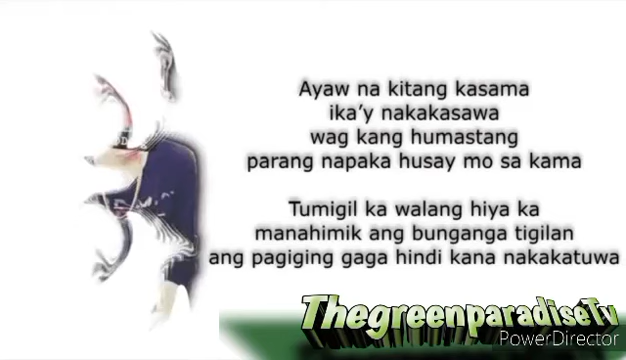 Ayaw na kitang kasama
ika'y nakakasawa
wag kang humastang
parang napaka husay mo sa kama
Tumigil ka walang hiya ka
manahimik ang bunganga tigilan
ang pagiging gaga hindi kana nakakatuwa
ThegreenparadiseTv
PowerDirector